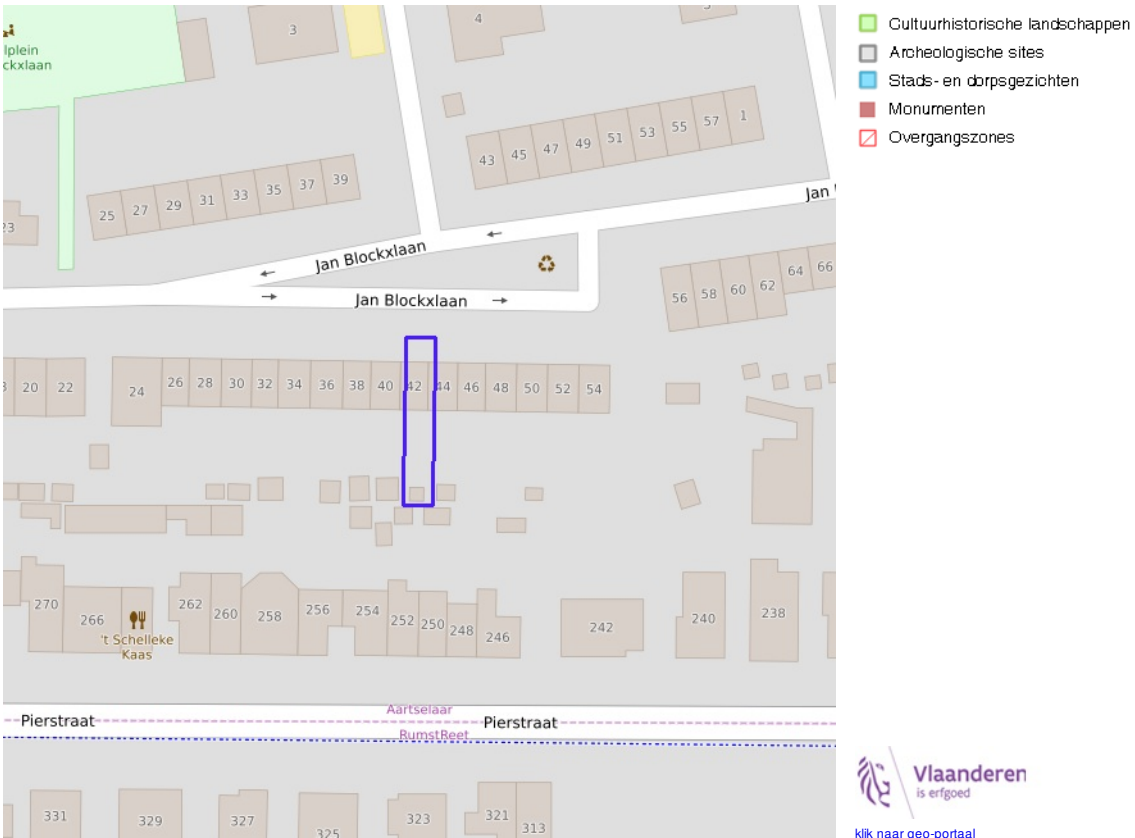 3
4
lplein
ckxlaan
43 45 47 49 51 53 55 57 1
25 27 29 31 33 35 37 39
23
Jan
Jan Blockxlaan
Jan Blockxlaan
56 58 60 62 64 66
20 22 24 26 28 30 32 34 36 38 40 42 44 46 48 50 52 54
270 266 262 260 258 256 254 252 250 248 246 242 240 238
't Schelleke
Kaas
Aartselaar
Pierstraat Pierstraat
RumstReet
331 329 327 325 323 321 313
Cultuurhistorische landschappen
Archeologische sites
Stads- en dorpsgezichten
Monumenten
Overgangszones
Vlaanderen
is erfgoed
klik naar geo-portaal